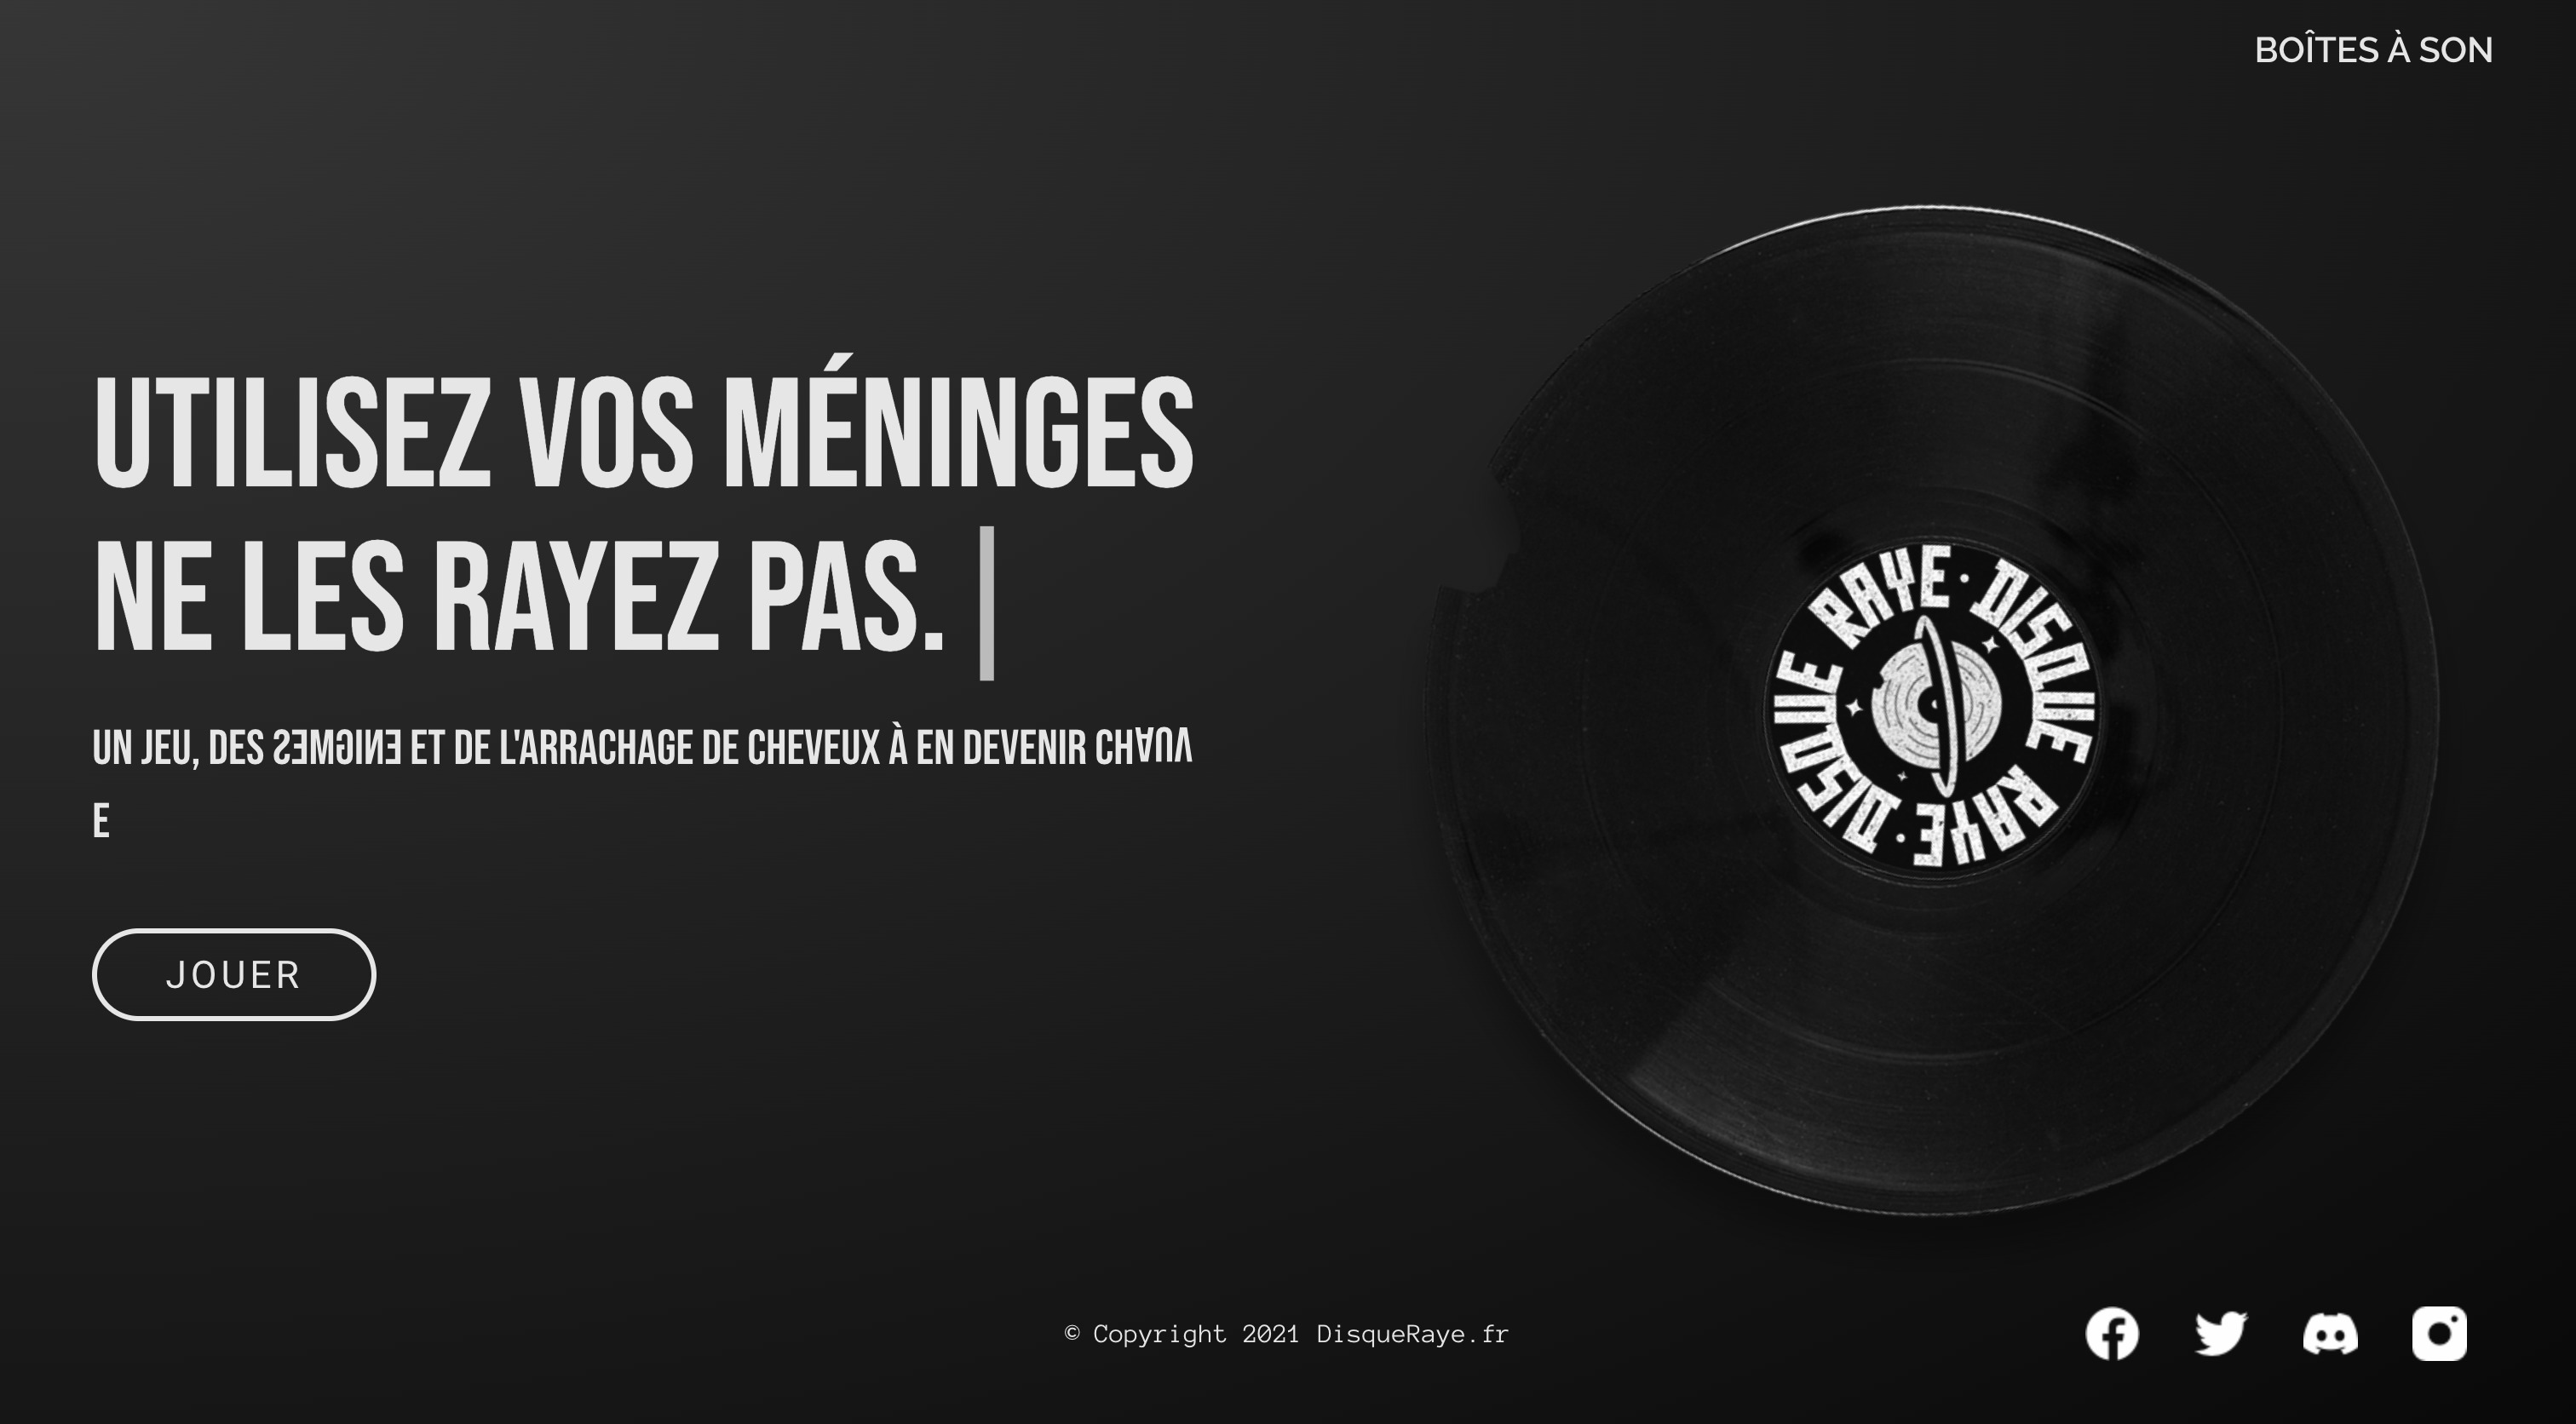 BOÎTES À SON
UTILISEZ VOS MÉNINGES
NE LES RAYEZ PAS. |
UN JEU, DES ENIGMES ET DE L'ARRACHAGE DE CHEVEUX À EN DEVENIR CHAUV
E
JOUER
DISQUE RAYE · DISQUE RAYE ·
© Copyright 2021 DisqueRaye.fr